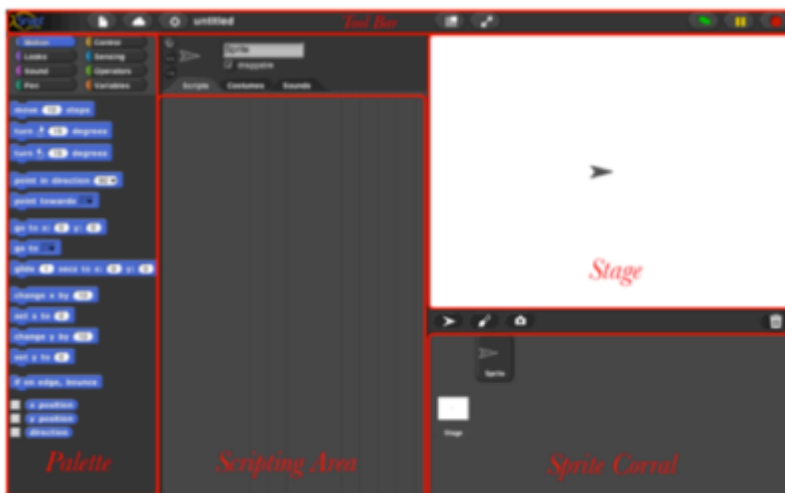 untitled
Tool Bar
Motion Control
Looks Sensing
Sound Operators
Pen Variables
Sprite
draggable
Scripts Costumes Sounds
move 10 steps
turn 15 degrees
turn 15 degrees
point in direction 90
point towards
go to x: 0 y: 0
go to
glide 1 secs to x: 0 y: 0
change x by 10
set x to 0
change y by 10
set y to 0
if on edge, bounce
x position
y position
direction
Palette
Scripting Area
Stage
Sprite
Stage
Sprite Corral